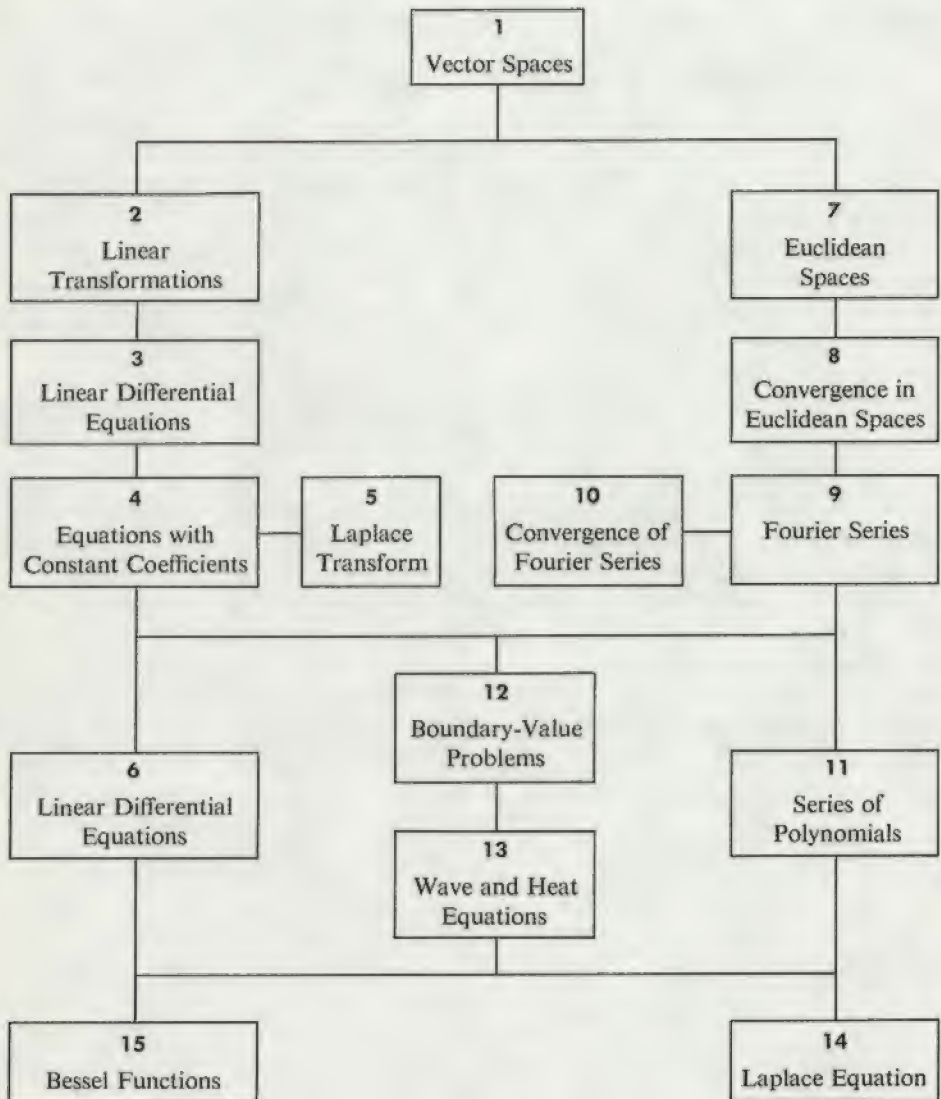 1
Vector Spaces
2
Linear
Transformations
7
Euclidean
Spaces
3
Linear Differential
Equations
8
Convergence in
Euclidean Spaces
4
Equations with
Constant Coefficients
5
Laplace
Transform
10
Convergence of
Fourier Series
9
Fourier Series
12
Boundary-Value
Problems
6
Linear Differential
Equations
11
Series of
Polynomials
13
Wave and Heat
Equations
15
Bessel Functions
14
Laplace Equation